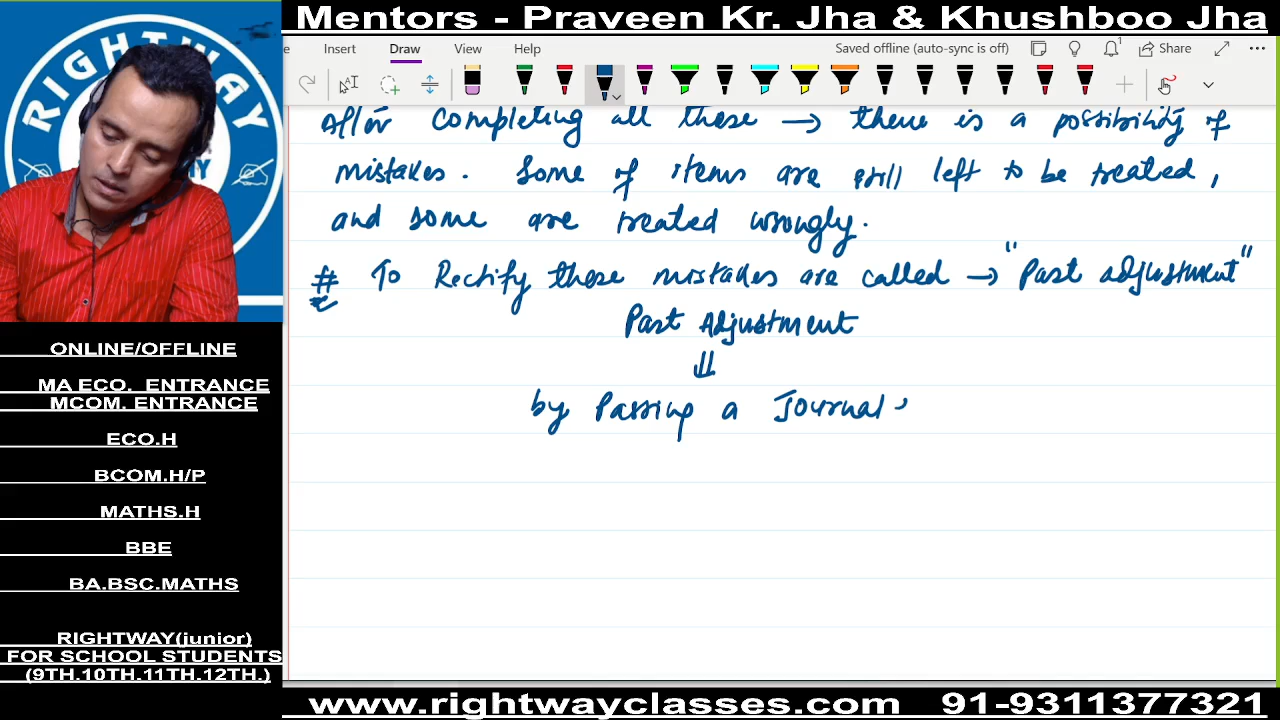 Mentors - Praveen Kr. Jha & Khushboo Jha
RIGHTWAY
Insert Draw View Help Saved offline (auto-sync is off) Share
After completing all these → there is a possibility of
mistakes. Some of items are still left to be treated,
and some are treated wrongly.
# To Rectify these mistakes are called → "Past adjustment"
Past Adjustment
⇓
by Passing a Journal
ONLINE/OFFLINE
MA ECO. ENTRANCE
MCOM. ENTRANCE
ECO.H
BCOM.H/P
MATHS.H
BBE
BA.BSC.MATHS
RIGHTWAY(junior)
FOR SCHOOL STUDENTS
(9TH.10TH.11TH.12TH.)
www.rightwayclasses.com 91-9311377321